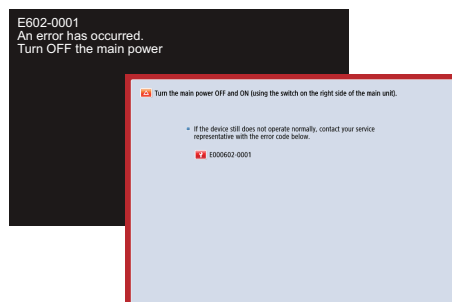 E602-0001
An error has occurred.
Turn OFF the main power
Turn the main power OFF and ON (using the switch on the right side of the main unit).
If the device still does not operate normally, contact your service
representative with the error code below.
E000602-0001